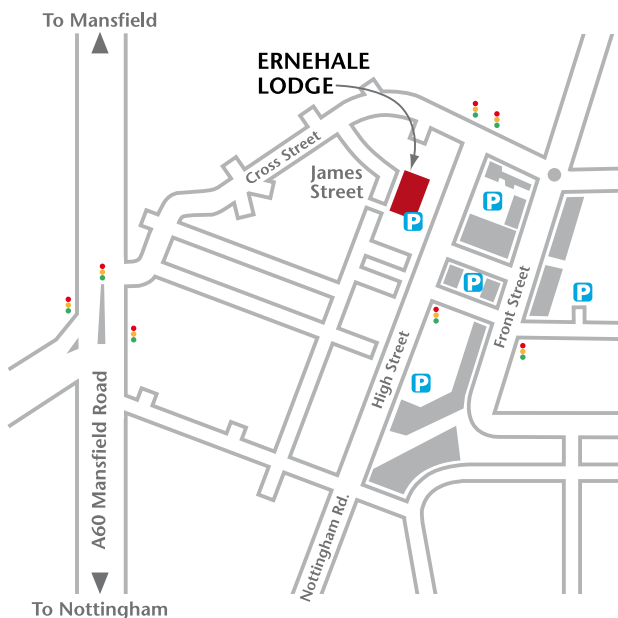 To Mansfield
ERNEHALE
LODGE
Cross Street
James
Street
P
P
P
P
P
Front Street
High Street
A60 Mansfield Road
Nottingham Rd.
To Nottingham